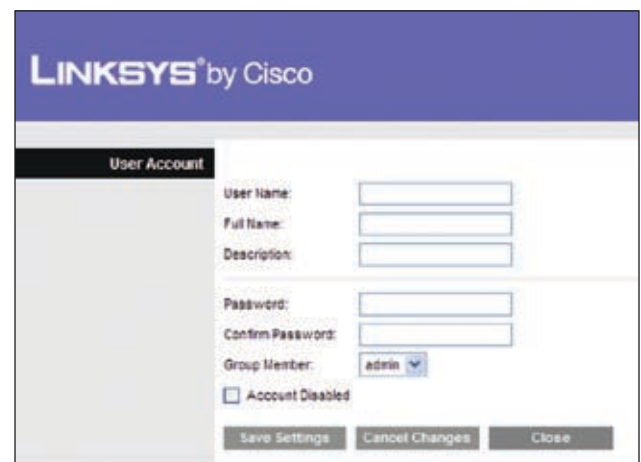 LINKSYS® by Cisco
User Account
User Name:
Full Name:
Description:
Password:
Confirm Password:
Group Member: admin
Account Disabled
Save Settings Cancel Changes Close